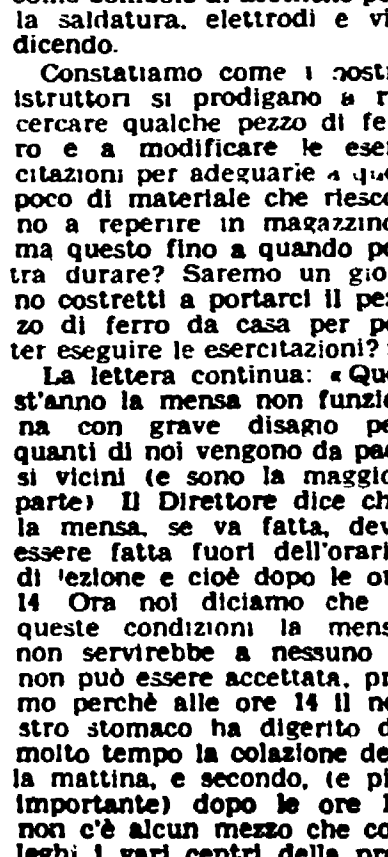 la saldatura. elettrodi e vi
dicendo.
Constatiamo come i nostr
istruttori si prodigano a r
cercare qualche pezzo di fe
ro e a modificare le ese
citazioni per adeguarle a que
poco di materiale che riesco
no a reperire in magazzino
ma questo fino a quando po
tra durare? Saremo un gio
no costretti a portarci il pe
zo di ferro da casa per po
ter eseguire le esercitazioni?
La lettera continua: «Que
st'anno la mensa non funzio
na con grave disagio pe
quanti di noi vengono da pae
si vicini (e sono la maggio
parte) Il Direttore dice ch
la mensa, se va fatta, dev
essere fatta fuori dell'orari
di lezione e cioè dopo le or
14 Ora noi diciamo che
queste condizioni la mens
non servirebbe a nessuno
non può essere accettata, pr
mo perchè alle ore 14 il no
stro stomaco ha digerito d
molto tempo la colazione de
la mattina, e secondo, (e pi
importante) dopo le ore 1
non c'è alcun mezzo che co
leghi i vari centri della pr